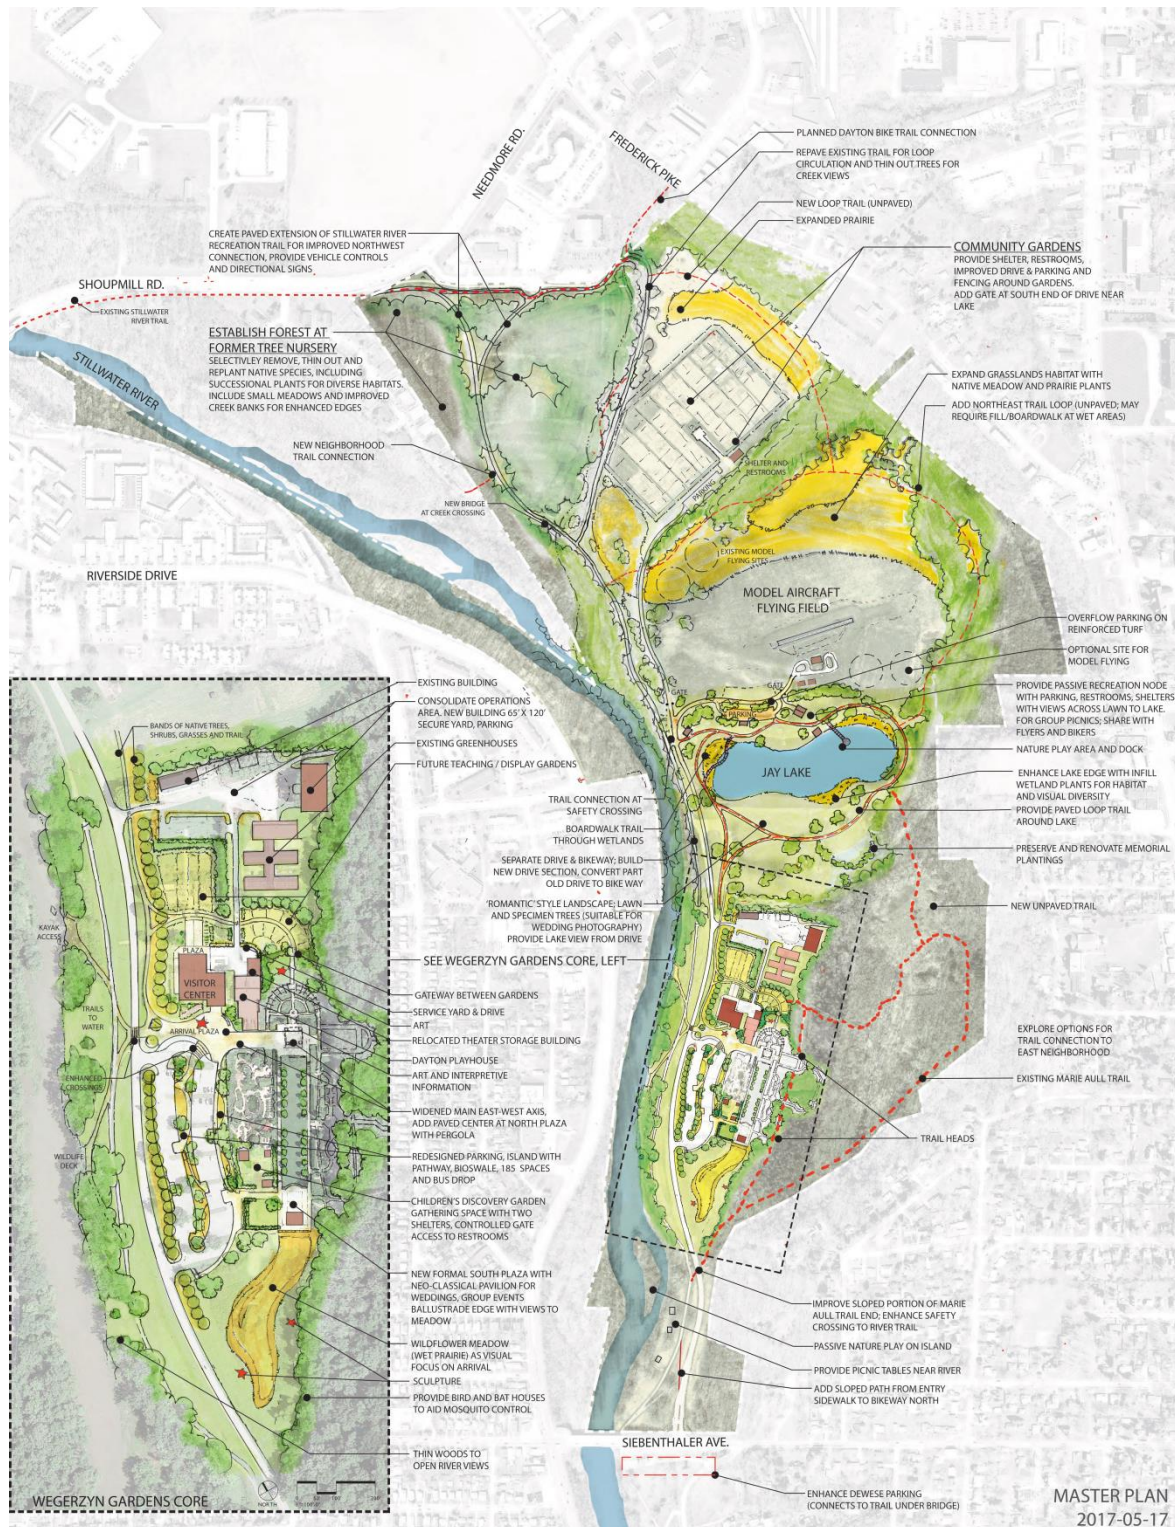 NEEDMORE RD.
FREDERICK PIKE
PLANNED DAYTON BIKE TRAIL CONNECTION
REPAVE EXISTING TRAIL FOR LOOP
CIRCULATION AND THIN OUT TREES FOR
CREEK VIEWS
NEW LOOP TRAIL (UNPAVED)
EXPANDED PRAIRIE
CREATE PAVED EXTENSION OF STILLWATER RIVER
RECREATION TRAIL FOR IMPROVED NORTHWEST
CONNECTION, PROVIDE VEHICLE CONTROLS
AND DIRECTIONAL SIGNS
COMMUNITY GARDENS
PROVIDE SHELTER, RESTROOMS,
IMPROVED DRIVE & PARKING AND
FENCING AROUND GARDENS.
ADD GATE AT SOUTH END OF DRIVE NEAR
LAKE
SHOUPMILL RD.
EXISTING STILLWATER
RIVER TRAIL
STILLWATER RIVER
ESTABLISH FOREST AT
FORMER TREE NURSERY
SELECTIVLEY REMOVE, THIN OUT AND
REPLANT NATIVE SPECIES, INCLUDING
SUCCESSIONAL PLANTS FOR DIVERSE HABITATS.
INCLUDE SMALL MEADOWS AND IMPROVED
CREEK BANKS FOR ENHANCED EDGES
EXPAND GRASSLANDS HABITAT WITH
NATIVE MEADOW AND PRAIRIE PLANTS
ADD NORTHEAST TRAIL LOOP (UNPAVED; MAY
REQUIRE FILL/BOARDWALK AT WET AREAS)
NEW NEIGHBORHOOD
TRAIL CONNECTION
SHELTER AND
RESTROOMS
PARKING
NEW BRIDGE
AT CREEK CROSSING
EXISTING MODEL
FLYING SITES
RIVERSIDE DRIVE
MODEL AIRCRAFT
FLYING FIELD
OVERFLOW PARKING ON
REINFORCED TURF
OPTIONAL SITE FOR
MODEL FLYING
GATE
GATE
PARKING
PROVIDE PASSIVE RECREATION NODE
WITH PARKING, RESTROOMS, SHELTERS
WITH VIEWS ACROSS LAWN TO LAKE.
FOR GROUP PICNICS; SHARE WITH
FLYERS AND BIKERS
NATURE PLAY AREA AND DOCK
JAY LAKE
ENHANCE LAKE EDGE WITH INFILL
WETLAND PLANTS FOR HABITAT
AND VISUAL DIVERSITY
PROVIDE PAVED LOOP TRAIL
AROUND LAKE
PRESERVE AND RENOVATE MEMORIAL
PLANTINGS
NEW UNPAVED TRAIL
EXISTING BUILDING
CONSOLIDATE OPERATIONS
AREA. NEW BUILDING 65' X 120'
SECURE YARD, PARKING
BANDS OF NATIVE TREES,
SHRUBS, GRASSES AND TRAIL
EXISTING GREENHOUSES
FUTURE TEACHING / DISPLAY GARDENS
TRAIL CONNECTION AT
SAFETY CROSSING
BOARDWALK TRAIL
THROUGH WETLANDS
SEPARATE DRIVE & BIKEWAY; BUILD
NEW DRIVE SECTION, CONVERT PART
OLD DRIVE TO BIKE WAY
'ROMANTIC' STYLE LANDSCAPE; LAWN
AND SPECIMEN TREES (SUITABLE FOR
WEDDING PHOTOGRAPHY)
PROVIDE LAKE VIEW FROM DRIVE
SEE WEGERZYN GARDENS CORE, LEFT
KAYAK
ACCESS
PLAZA
VISITOR
CENTER
TRAILS
TO
WATER
ARRIVAL PLAZA
ENHANCED
CROSSINGS
WILDLIFE
DECK
GATEWAY BETWEEN GARDENS
SERVICE YARD & DRIVE
ART
RELOCATED THEATER STORAGE BUILDING
DAYTON PLAYHOUSE
ART AND INTERPRETIVE
INFORMATION
WIDENED MAIN EAST-WEST AXIS,
ADD PAVED CENTER AT NORTH PLAZA
WITH PERGOLA
REDESIGNED PARKING, ISLAND WITH
PATHWAY, BIOSWALE, 185 SPACES
AND BUS DROP
CHILDREN'S DISCOVERY GARDEN
GATHERING SPACE WITH TWO
SHELTERS, CONTROLLED GATE
ACCESS TO RESTROOMS
NEW FORMAL SOUTH PLAZA WITH
NEO-CLASSICAL PAVILION FOR
WEDDINGS, GROUP EVENTS
BALLUSTRADE EDGE WITH VIEWS TO
MEADOW
WILDFLOWER MEADOW
(WET PRAIRIE) AS VISUAL
FOCUS ON ARRIVAL
SCULPTURE
PROVIDE BIRD AND BAT HOUSES
TO AID MOSQUITO CONTROL
THIN WOODS TO
OPEN RIVER VIEWS
NORTH
WEGERZYN GARDENS CORE
EXPLORE OPTIONS FOR
TRAIL CONNECTION TO
EAST NEIGHBORHOOD
EXISTING MARIE AULL TRAIL
TRAIL HEADS
IMPROVE SLOPED PORTION OF MARIE
AULL TRAIL END; ENHANCE SAFETY
CROSSING TO RIVER TRAIL
PASSIVE NATURE PLAY ON ISLAND
PROVIDE PICNIC TABLES NEAR RIVER
ADD SLOPED PATH FROM ENTRY
SIDEWALK TO BIKEWAY NORTH
SIEBENTHALER AVE.
ENHANCE DEWESE PARKING
(CONNECTS TO TRAIL UNDER BRIDGE)
MASTER PLAN
2017-05-17